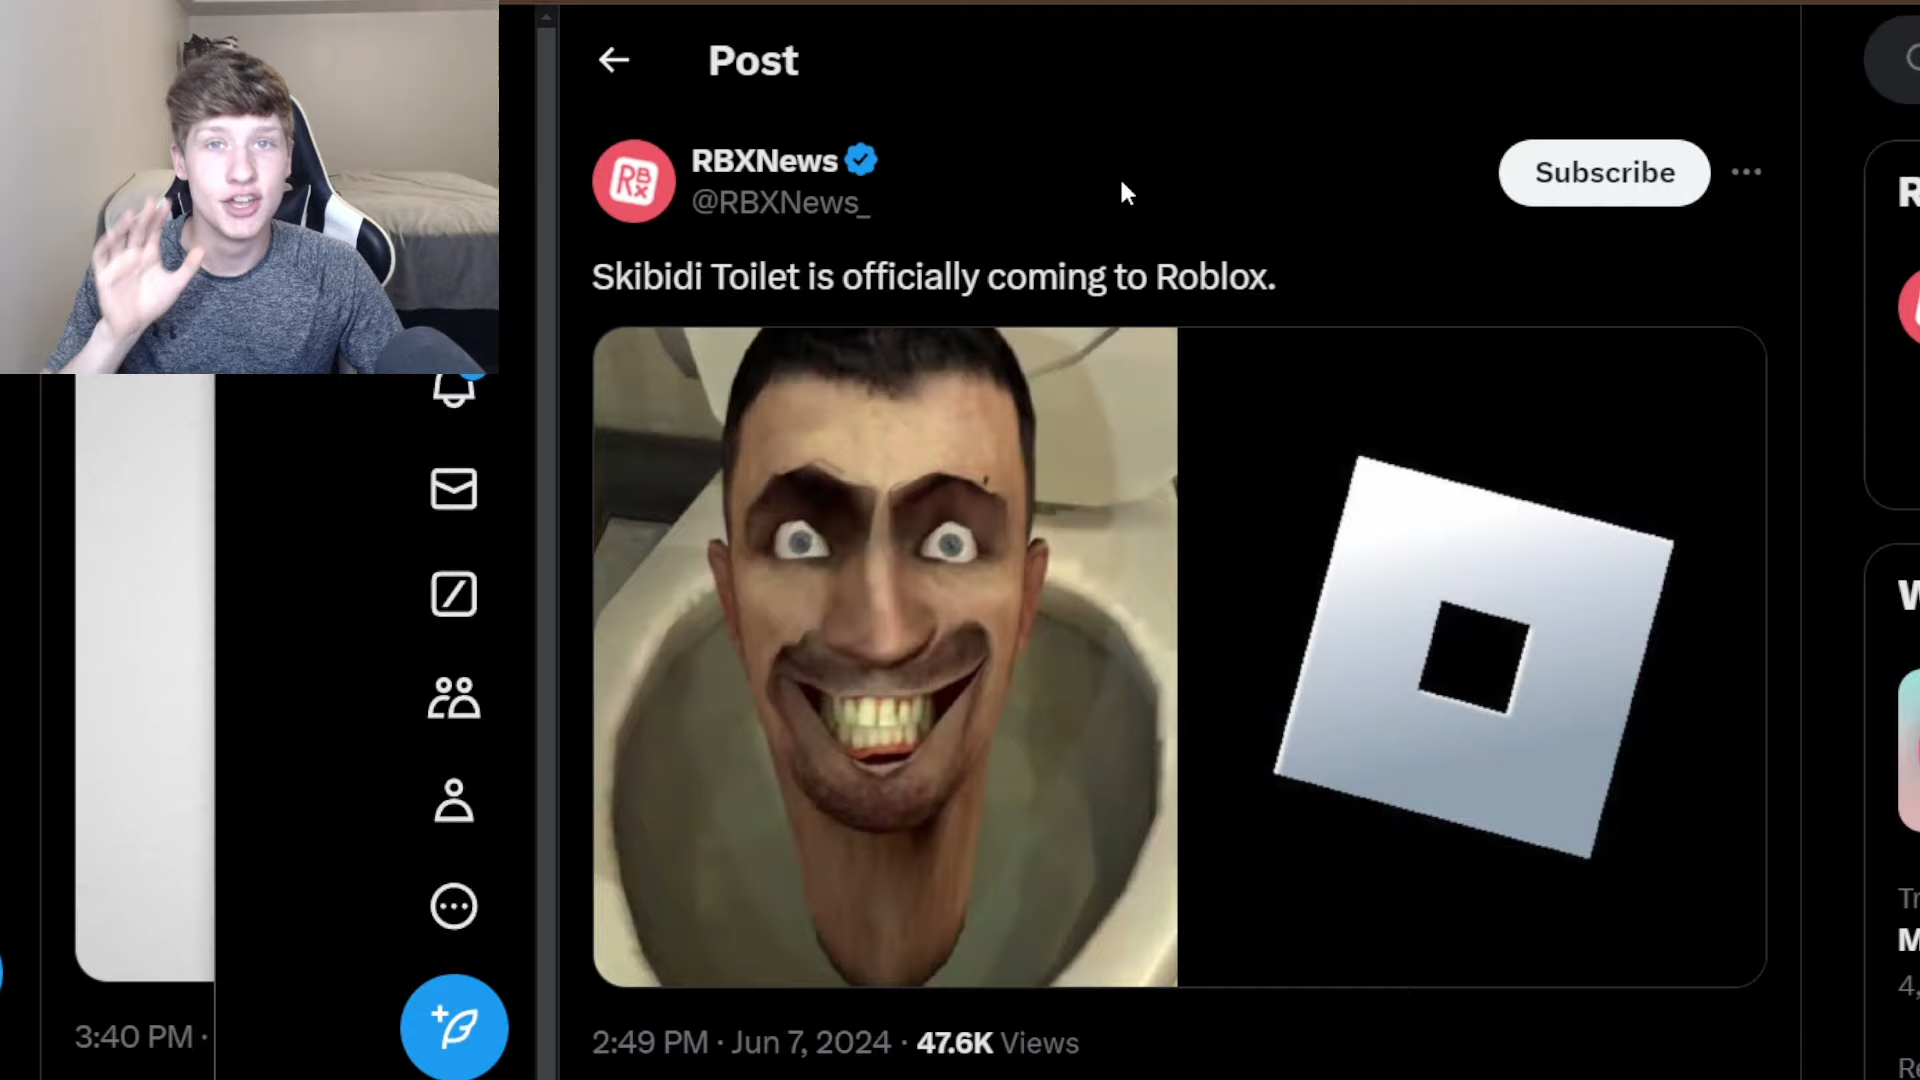 Post
RBXNews
@RBXNews_
Subscribe
RBX
Skibidi Toilet is officially coming to Roblox.
2:49 PM · Jun 7, 2024 · 47.6K Views
3:40 PM ·